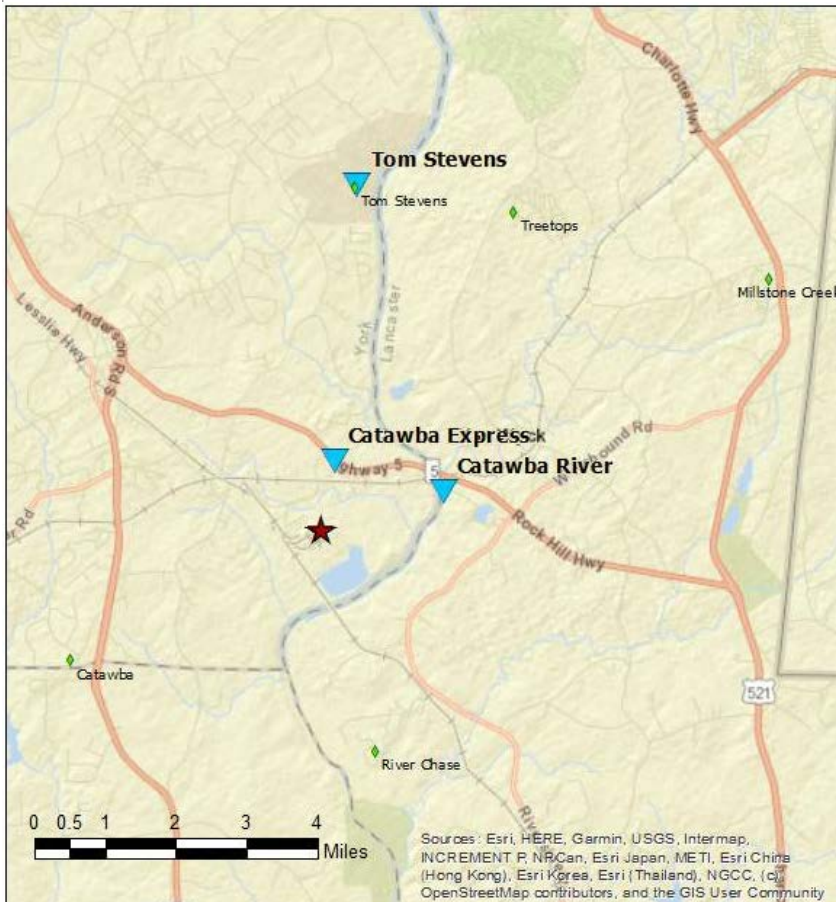 Charlotte Hwy
Tom Stevens
Tom Stevens
Treetops
Millstone Creek
York
Lancaster
Lesslie Hwy
Anderson Rd S
Catawba Express
Rd
Catawba River
5
Highway 5
Rock Hill Hwy
Rd
Catawba
521
River Chase
0 0.5 1 2 3 4
Miles
Sources: Esri, HERE, Garmin, USGS, Intermap,
INCREMENT P, NRCan, Esri Japan, METI, Esri China
(Hong Kong), Esri Korea, Esri (Thailand), NGCC, (c)
OpenStreetMap contributors, and the GIS User Community